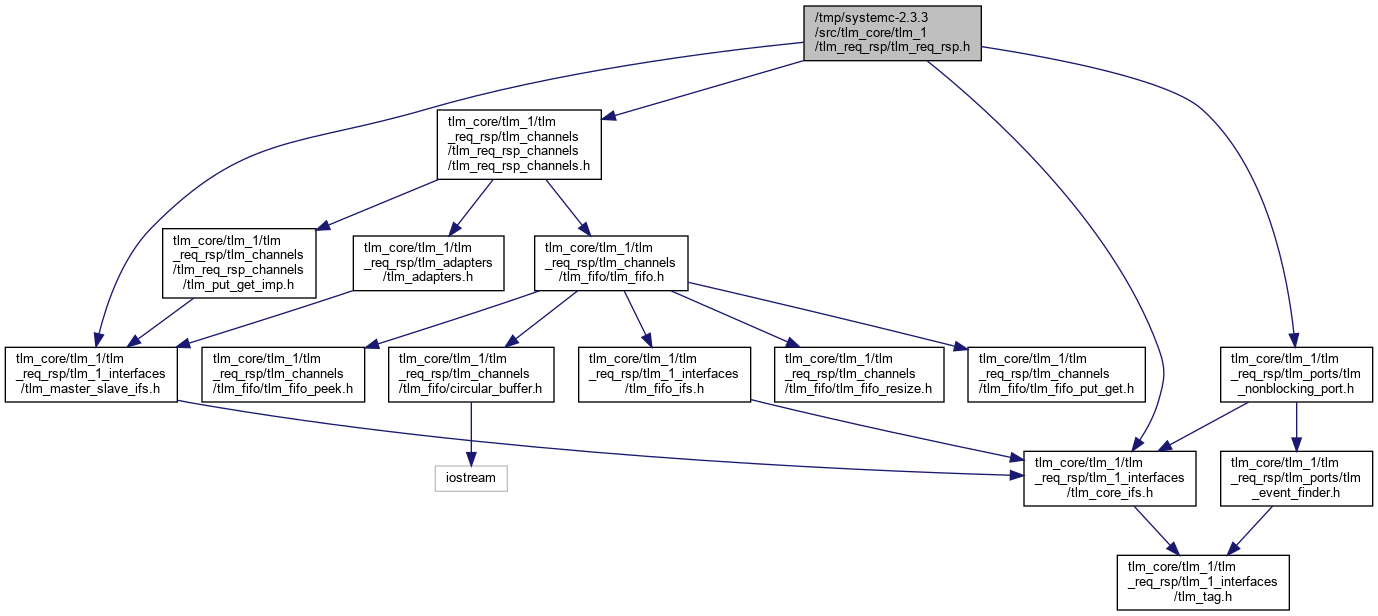 /tmp/systemc-2.3.3
/src/tlm_core/tlm_1
/tlm_req_rsp/tlm_req_rsp.h
tlm_core/tlm_1/tlm
_req_rsp/tlm_channels
/tlm_req_rsp_channels
/tlm_req_rsp_channels.h
tlm_core/tlm_1/tlm
_req_rsp/tlm_channels
/tlm_req_rsp_channels
/tlm_put_get_imp.h
tlm_core/tlm_1/tlm
_req_rsp/tlm_adapters
/tlm_adapters.h
tlm_core/tlm_1/tlm
_req_rsp/tlm_channels
/tlm_fifo/tlm_fifo.h
tlm_core/tlm_1/tlm
_req_rsp/tlm_1_interfaces
/tlm_master_slave_ifs.h
tlm_core/tlm_1/tlm
_req_rsp/tlm_channels
/tlm_fifo/tlm_fifo_peek.h
tlm_core/tlm_1/tlm
_req_rsp/tlm_channels
/tlm_fifo/circular_buffer.h
tlm_core/tlm_1/tlm
_req_rsp/tlm_1_interfaces
/tlm_fifo_ifs.h
tlm_core/tlm_1/tlm
_req_rsp/tlm_channels
/tlm_fifo/tlm_fifo_resize.h
tlm_core/tlm_1/tlm
_req_rsp/tlm_channels
/tlm_fifo/tlm_fifo_put_get.h
tlm_core/tlm_1/tlm
_req_rsp/tlm_ports/tlm
_nonblocking_port.h
iostream
tlm_core/tlm_1/tlm
_req_rsp/tlm_1_interfaces
/tlm_core_ifs.h
tlm_core/tlm_1/tlm
_req_rsp/tlm_ports/tlm
_event_finder.h
tlm_core/tlm_1/tlm
_req_rsp/tlm_1_interfaces
/tlm_tag.h